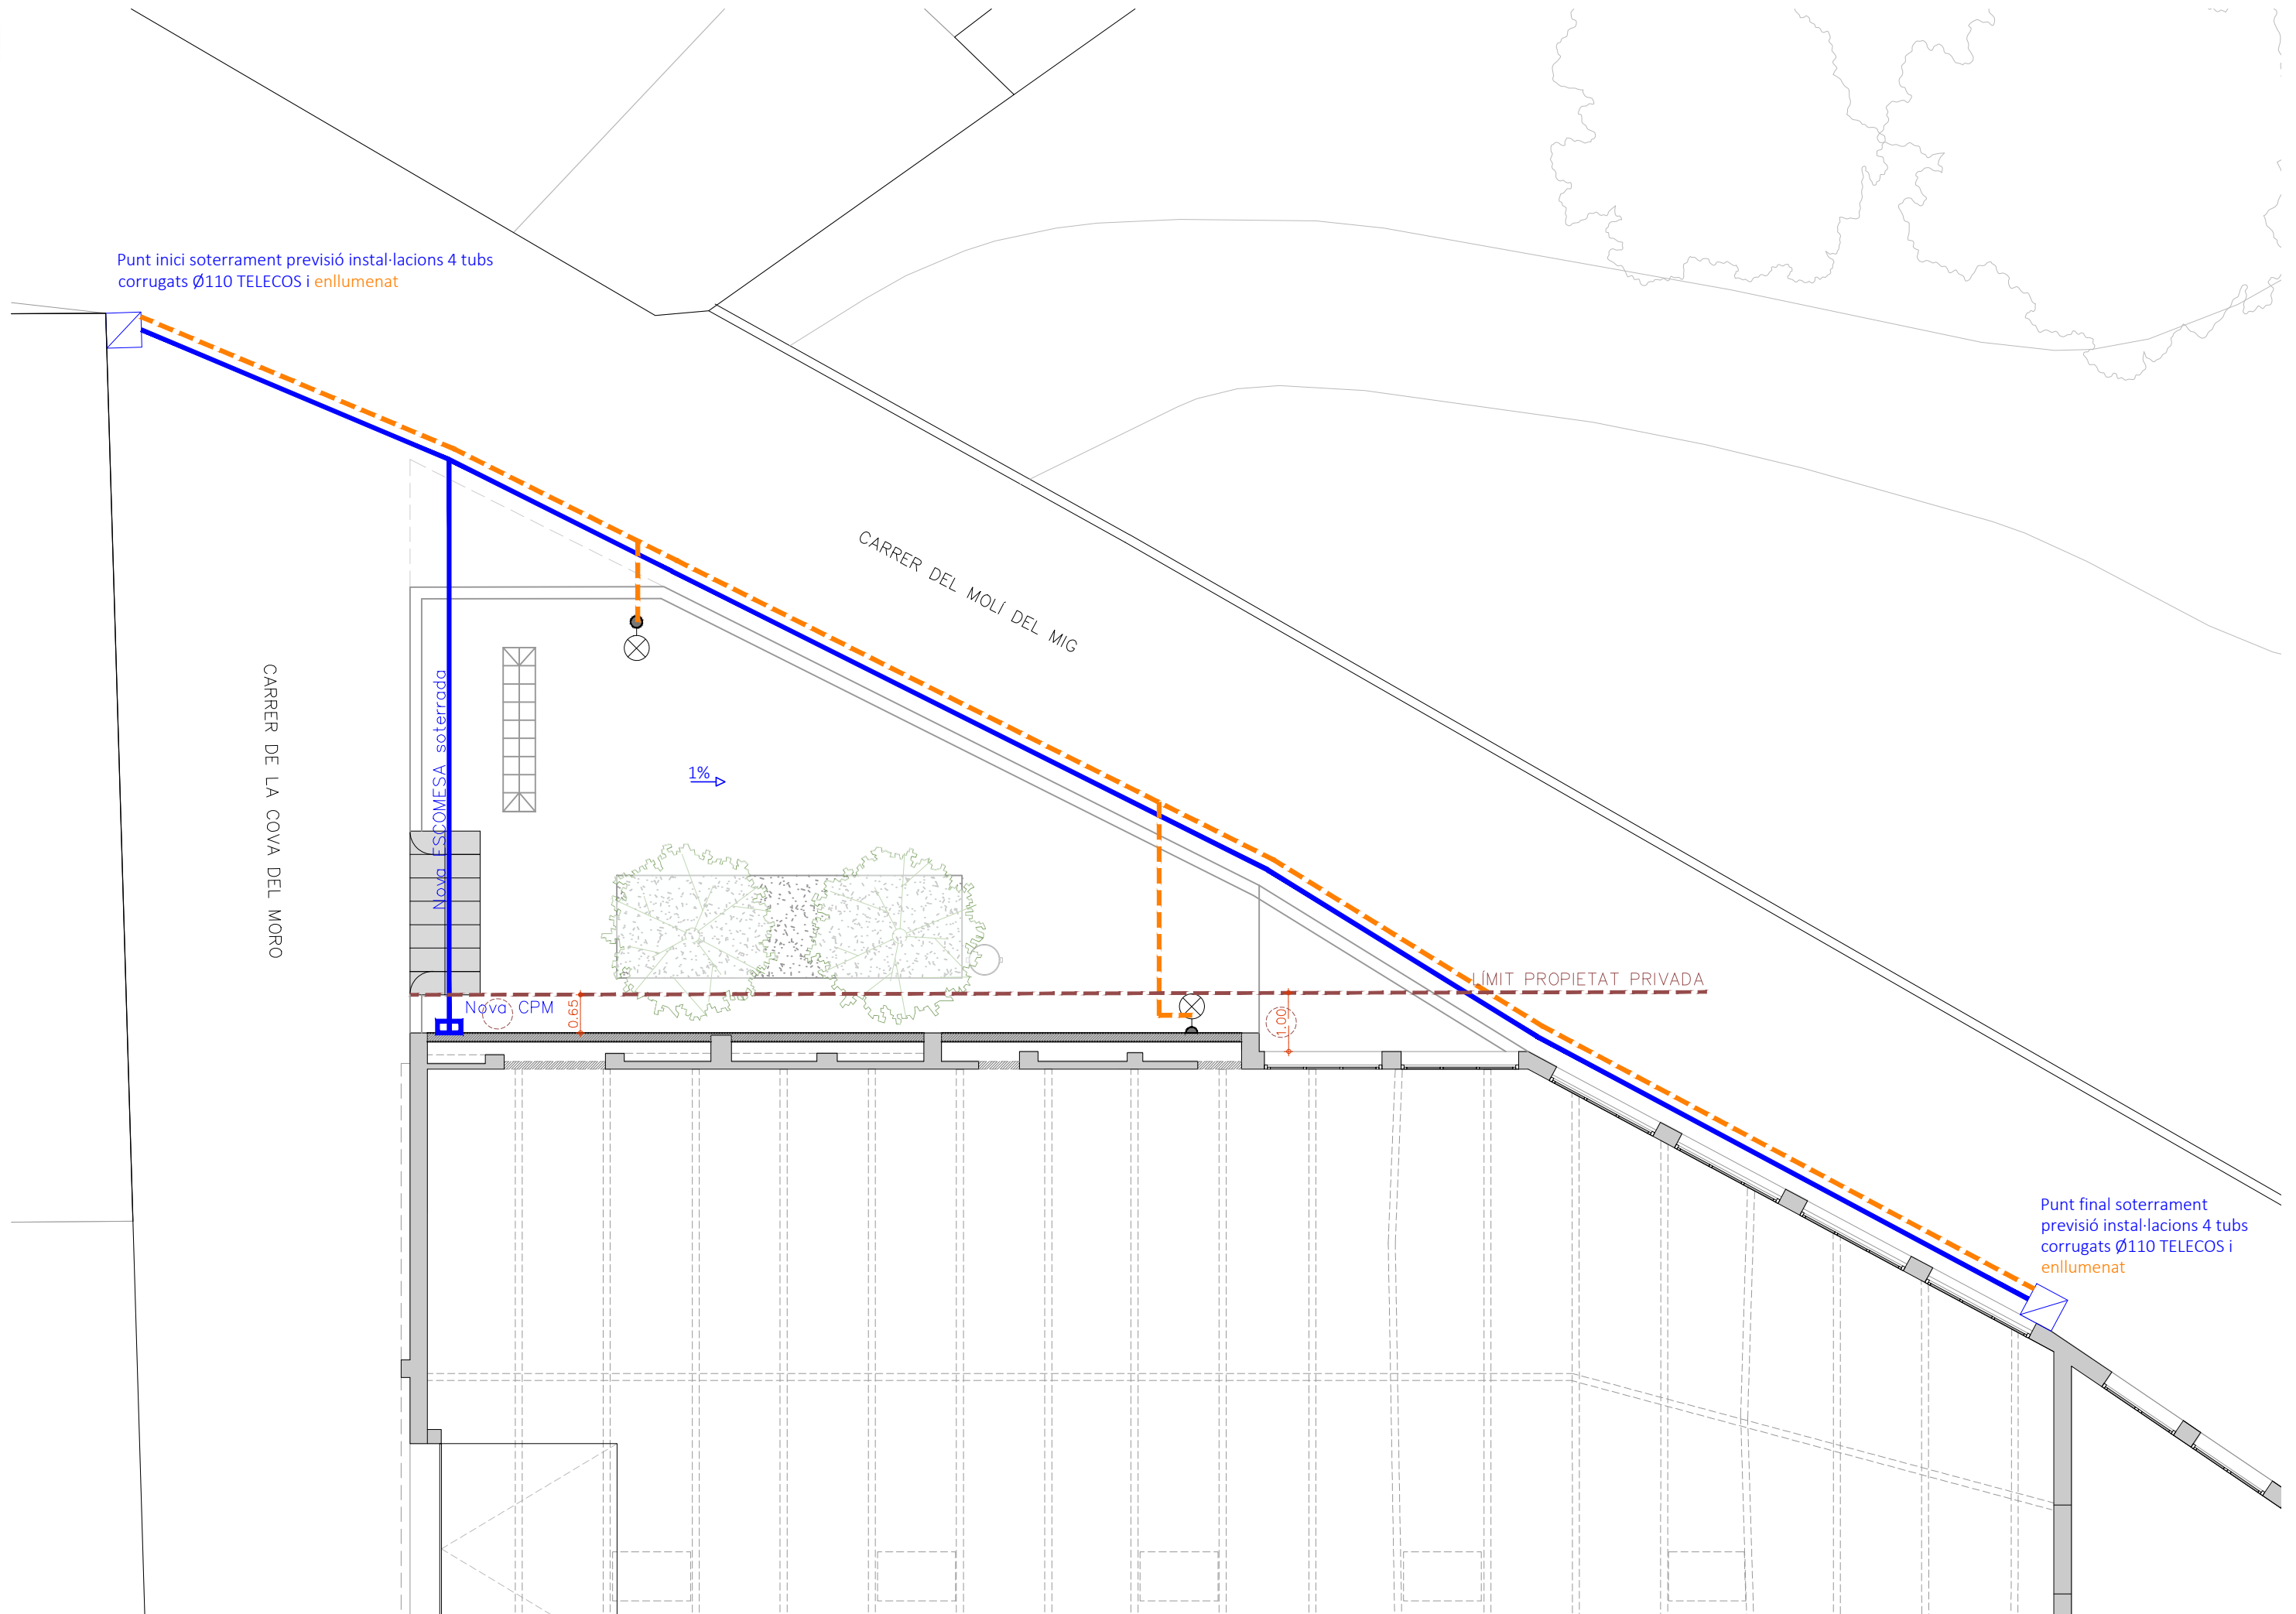 Punt inici soterrament previsió instal·lacions 4 tubs
corrugats Ø110 TELECOS i enllumenat
CARRER DEL MOLÍ DEL MIG
CARRER DE LA COVA DEL MORO
Nova ESCOMESA soterrada
1%
LÍMIT PROPIETAT PRIVADA
Nova CPM
0.65
1.00
Punt final soterrament
previsió instal·lacions 4 tubs
corrugats Ø110 TELECOS i
enllumenat